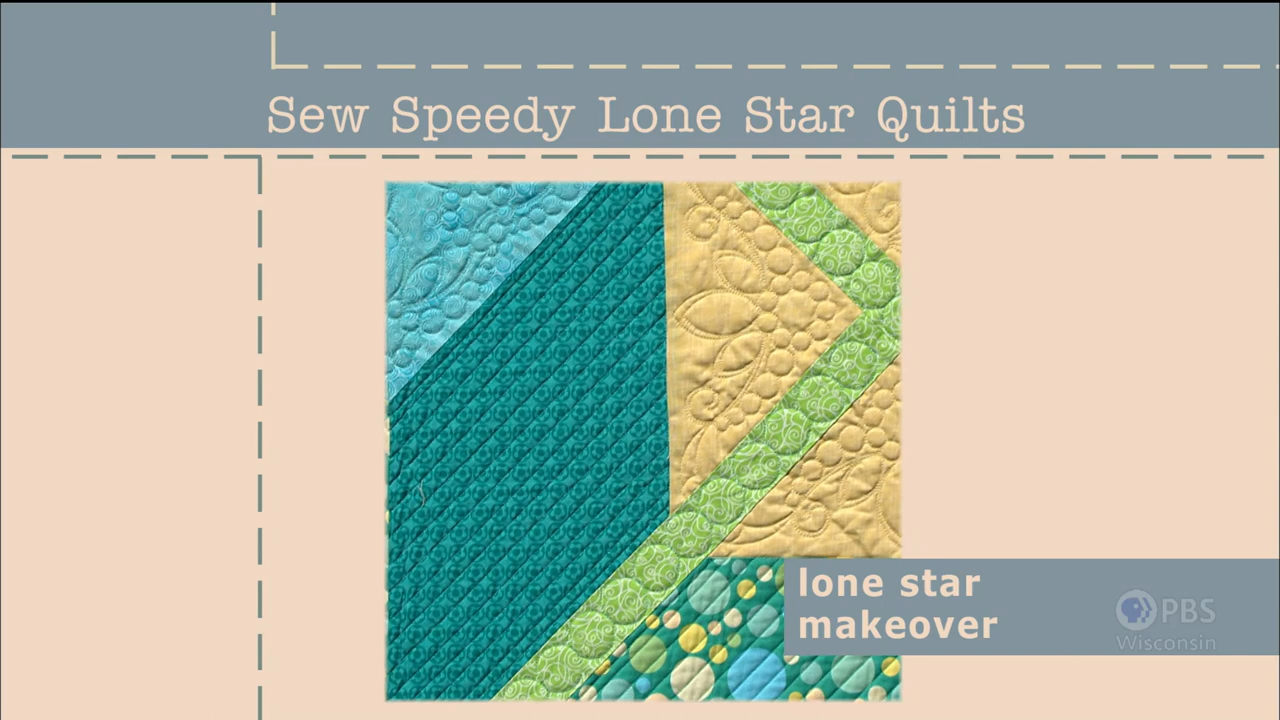 Sew Speedy Lone Star Quilts
lone star
makeover
PBS
Wisconsin